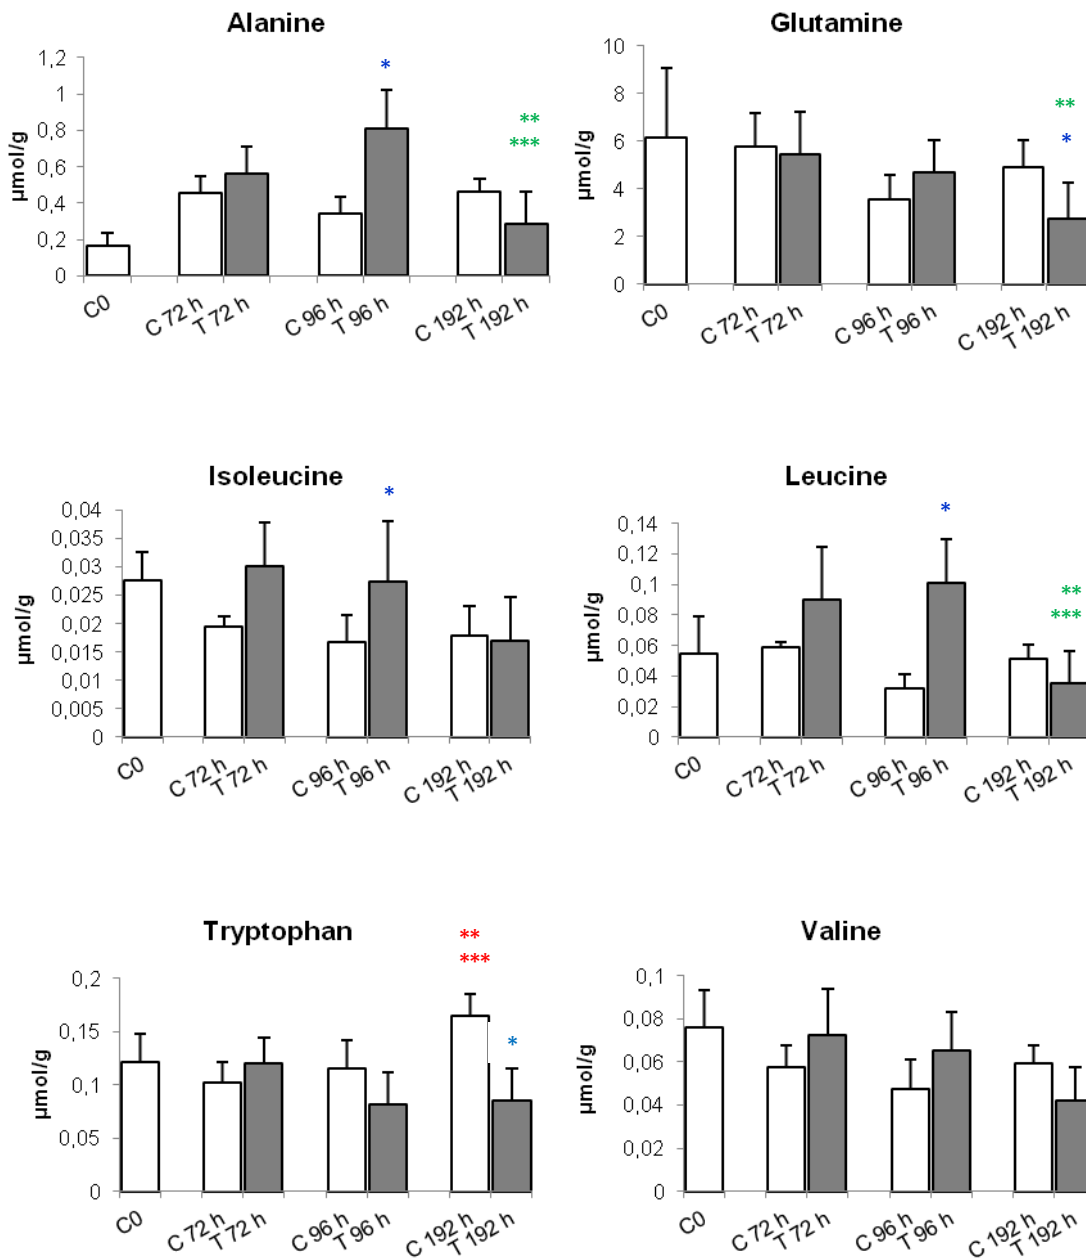 Alanine
µmol/g
1,2
1
0,8
0,6
0,4
0,2
0
*
**
***
C0
C 72 h
T 72 h
C 96 h
T 96 h
C 192 h
T 192 h
Glutamine
µmol/g
10
8
6
4
2
0
**
*
C0
C 72 h
T 72 h
C 96 h
T 96 h
C 192 h
T 192 h
Isoleucine
µmol/g
0,04
0,035
0,03
0,025
0,02
0,015
0,01
0,005
0
*
C0
C 72 h
T 72 h
C 96 h
T 96 h
C 192 h
T 192 h
Leucine
µmol/g
0,14
0,12
0,1
0,08
0,06
0,04
0,02
0
*
**
***
C0
C 72 h
T 72 h
C 96 h
T 96 h
C 192 h
T 192 h
Tryptophan
µmol/g
0,2
0,15
0,1
0,05
0
**
***
*
C0
C 72 h
T 72 h
C 96 h
T 96 h
C 192 h
T 192 h
Valine
µmol/g
0,1
0,08
0,06
0,04
0,02
0
C0
C 72 h
T 72 h
C 96 h
T 96 h
C 192 h
T 192 h